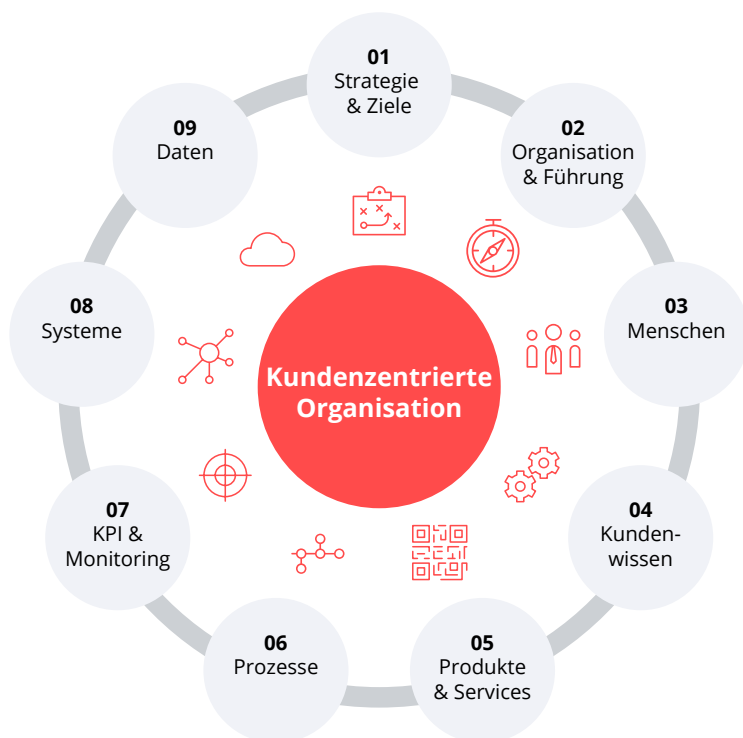 01
Strategie
& Ziele
02
Organisation
& Führung
03
Menschen
04
Kunden-
wissen
05
Produkte
& Services
06
Prozesse
07
KPI &
Monitoring
08
Systeme
09
Daten
Kundenzentrierte
Organisation